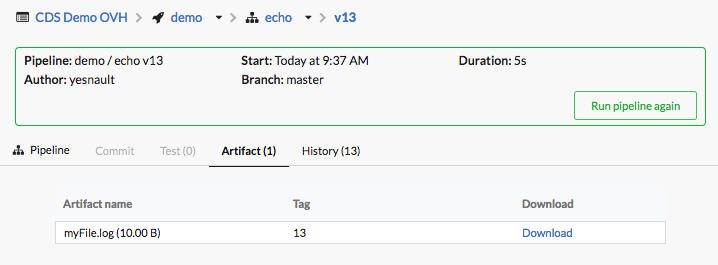 CDS Demo OVH > demo > echo > v13
Pipeline: demo / echo v13 Start: Today at 9:37 AM Duration: 5s
Author: yesnault Branch: master
Run pipeline again
Pipeline Commit Test (0) Artifact (1) History (13)
Artifact name Tag Download
myFile.log (10.00 B) 13 Download